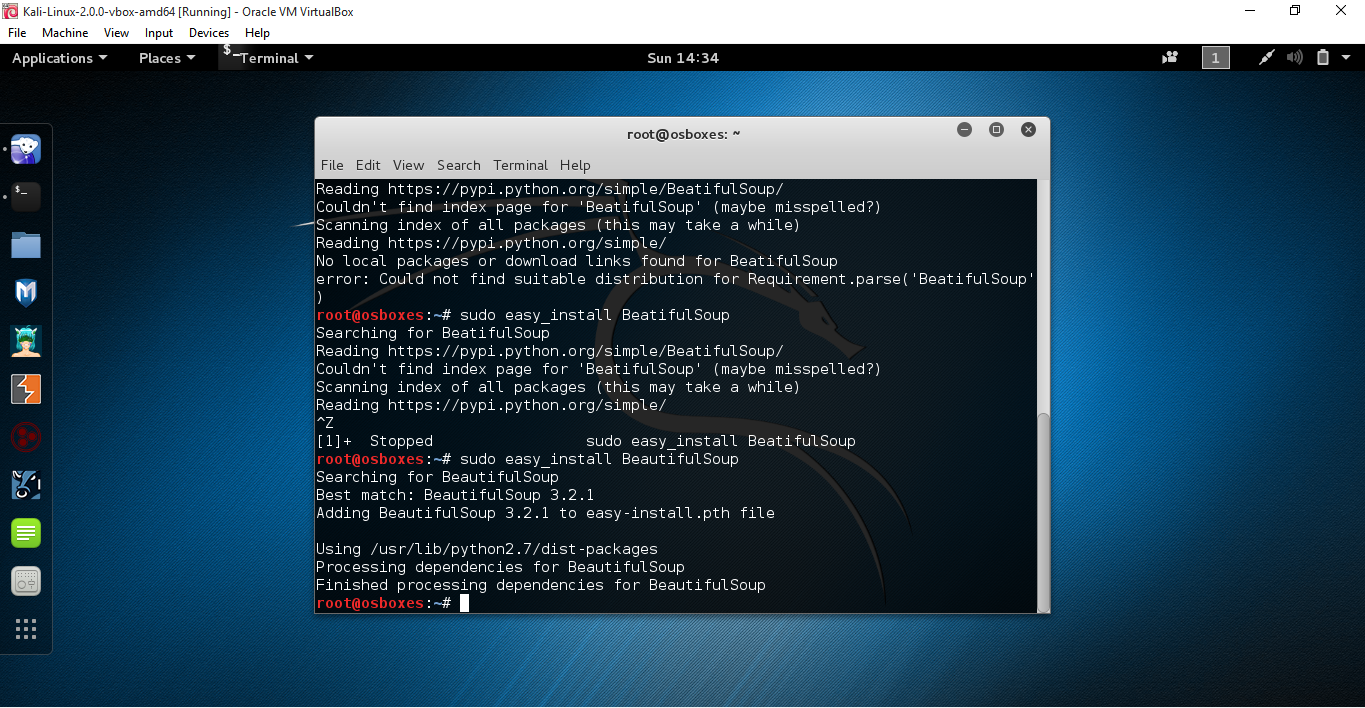 Kali-Linux-2.0.0-vbox-amd64 [Running] - Oracle VM VirtualBox
File Machine View Input Devices Help
Applications Places $_Terminal Sun 14:34 1
root@osboxes: ~
File Edit View Search Terminal Help
Reading https://pypi.python.org/simple/BeatifulSoup/
Couldn't find index page for 'BeatifulSoup' (maybe misspelled?)
Scanning index of all packages (this may take a while)
Reading https://pypi.python.org/simple/
No local packages or download links found for BeatifulSoup
error: Could not find suitable distribution for Requirement.parse('BeatifulSoup'
)
root@osboxes:~# sudo easy_install BeatifulSoup
Searching for BeatifulSoup
Reading https://pypi.python.org/simple/BeatifulSoup/
Couldn't find index page for 'BeatifulSoup' (maybe misspelled?)
Scanning index of all packages (this may take a while)
Reading https://pypi.python.org/simple/
^Z
[1]+  Stopped                 sudo easy_install BeatifulSoup
root@osboxes:~# sudo easy_install BeautifulSoup
Searching for BeautifulSoup
Best match: BeautifulSoup 3.2.1
Adding BeautifulSoup 3.2.1 to easy-install.pth file
Using /usr/lib/python2.7/dist-packages
Processing dependencies for BeautifulSoup
Finished processing dependencies for BeautifulSoup
root@osboxes:~#